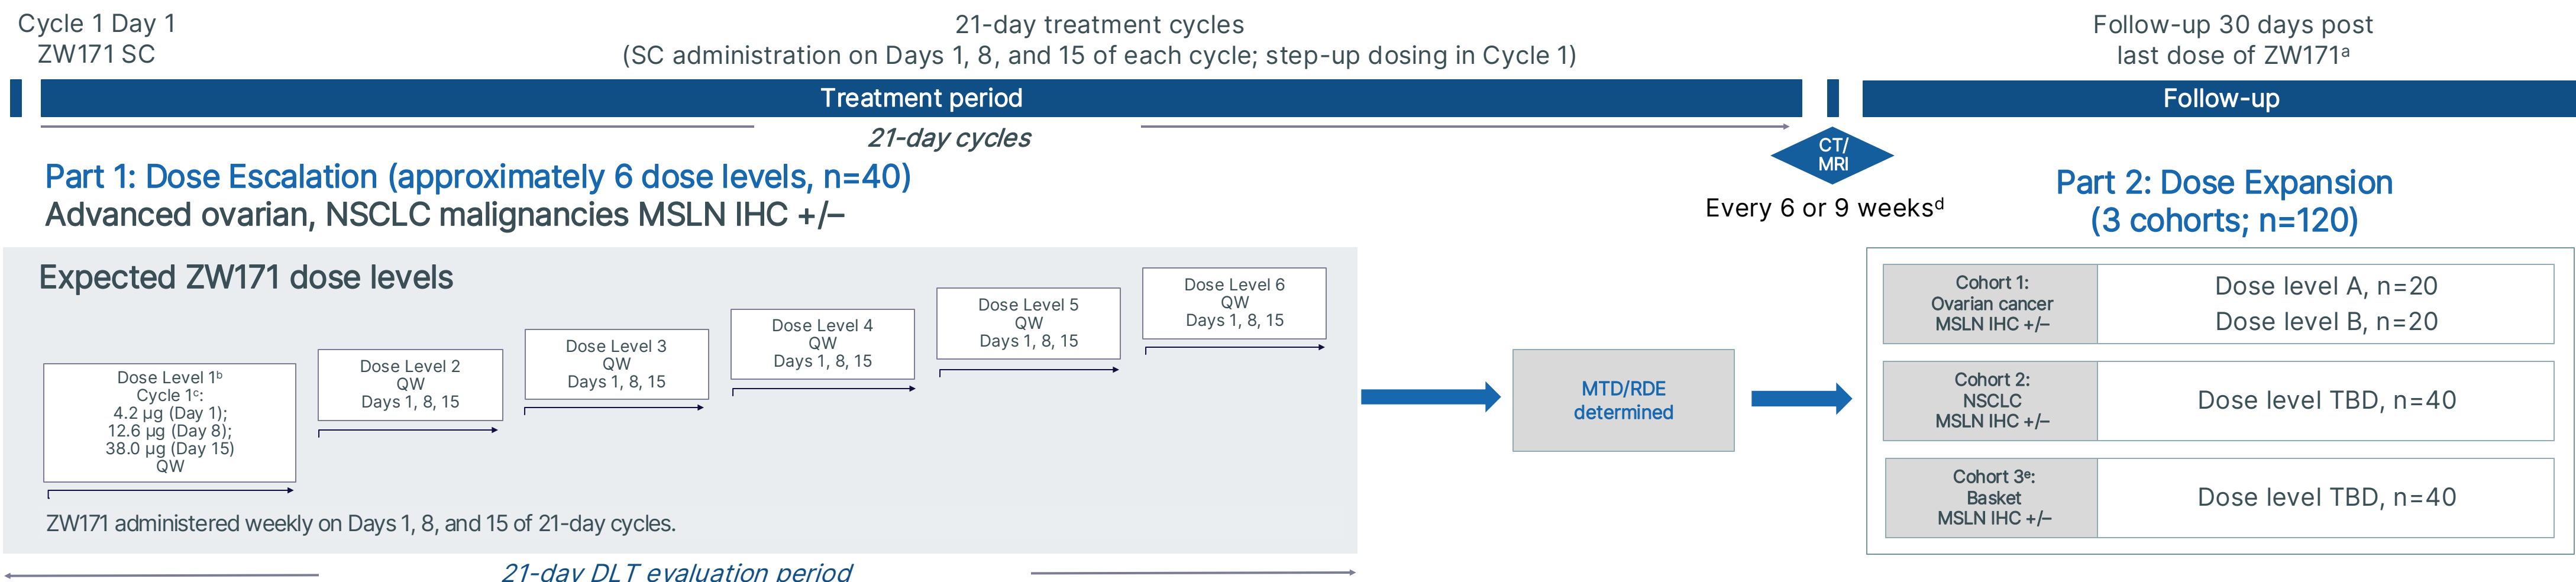 Cycle 1 Day 1
ZW171 SC
21-day treatment cycles
(SC administration on Days 1, 8, and 15 of each cycle; step-up dosing in Cycle 1)
Follow-up 30 days post
last dose of ZW171ᵃ
Treatment period
Follow-up
21-day cycles
CT/
MRI
Every 6 or 9 weeksᵈ
Part 1: Dose Escalation (approximately 6 dose levels, n=40)
Advanced ovarian, NSCLC malignancies MSLN IHC +/–
Part 2: Dose Expansion
(3 cohorts; n=120)
Expected ZW171 dose levels
Dose Level 1ᵇ
Cycle 1ᶜ:
4.2 µg (Day 1);
12.6 µg (Day 8);
38.0 µg (Day 15)
QW
Dose Level 2
QW
Days 1, 8, 15
Dose Level 3
QW
Days 1, 8, 15
Dose Level 4
QW
Days 1, 8, 15
Dose Level 5
QW
Days 1, 8, 15
Dose Level 6
QW
Days 1, 8, 15
ZW171 administered weekly on Days 1, 8, and 15 of 21-day cycles.
21-day DLT evaluation period
MTD/RDE
determined
Cohort 1:
Ovarian cancer
MSLN IHC +/–
Dose level A, n=20
Dose level B, n=20
Cohort 2:
NSCLC
MSLN IHC +/–
Dose level TBD, n=40
Cohort 3ᵉ:
Basket
MSLN IHC +/–
Dose level TBD, n=40